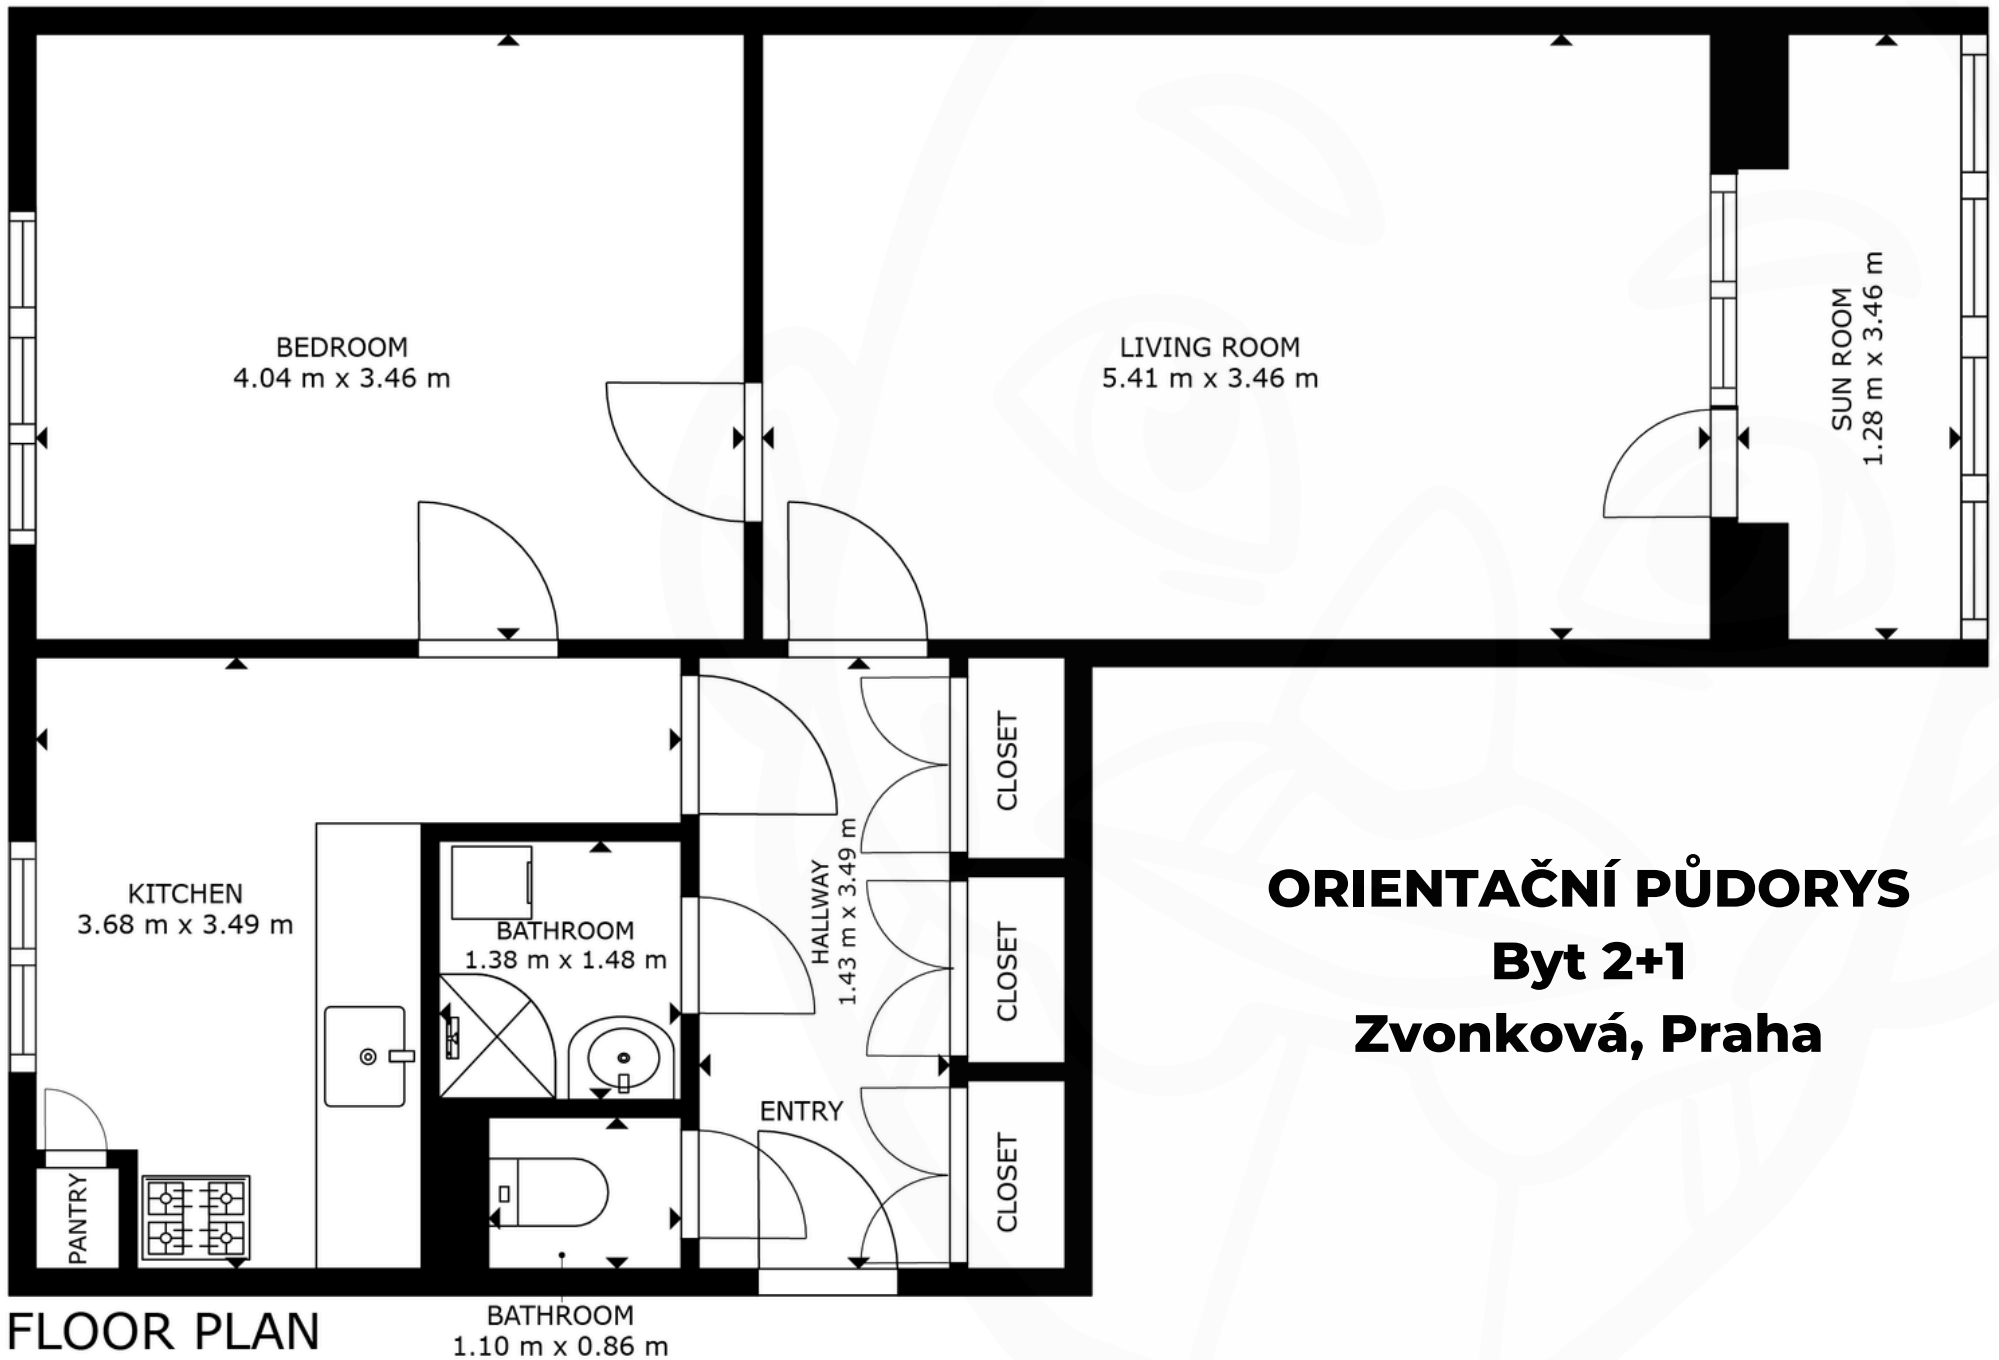 BEDROOM
4.04 m x 3.46 m
LIVING ROOM
5.41 m x 3.46 m
SUN ROOM
1.28 m x 3.46 m
KITCHEN
3.68 m x 3.49 m
BATHROOM
1.38 m x 1.48 m
HALLWAY
1.43 m x 3.49 m
CLOSET
CLOSET
CLOSET
ENTRY
PANTRY
ORIENTAČNÍ PŮDORYS
Byt 2+1
Zvonková, Praha
FLOOR PLAN
BATHROOM
1.10 m x 0.86 m